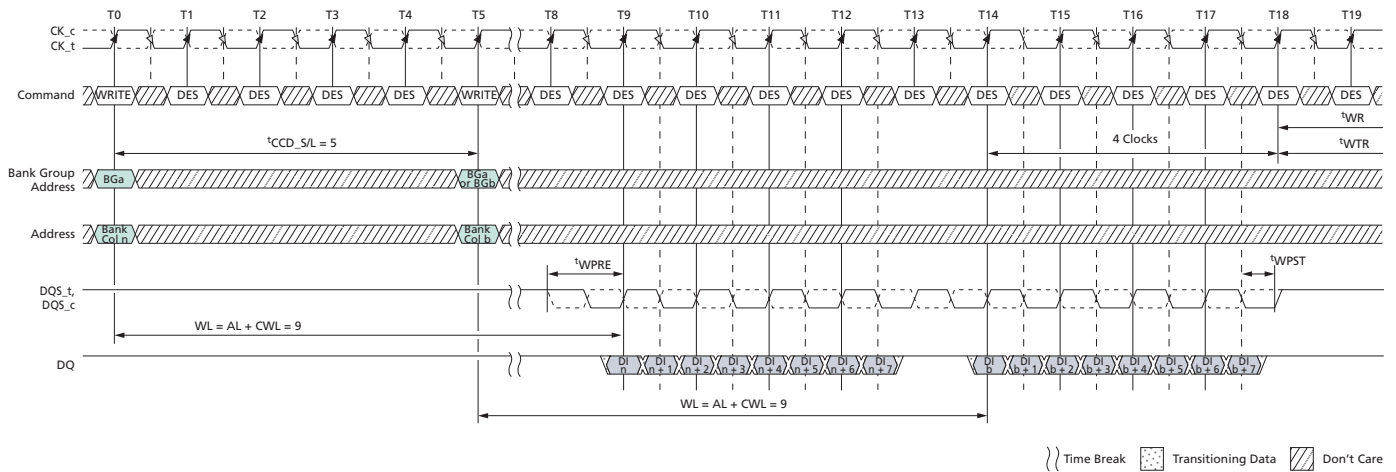 T0 T1 T2 T3 T4 T5 T8 T9 T10 T11 T12 T13 T14 T15 T16 T17 T18 T19
CK_c
CK_t
Command WRITE DES DES DES DES WRITE DES DES DES DES DES DES DES DES DES DES DES DES
tWR
tCCD_S/L = 5 4 Clocks tWTR
Bank Group
Address BGa BGa
or BGb
Address Bank
Col n Bank
Col b
tWPRE tWPST
DQS_t,
DQS_c
WL = AL + CWL = 9
DQ DI
n DI
n + 1 DI
n + 2 DI
n + 3 DI
n + 4 DI
n + 5 DI
n + 6 DI
n + 7 DI
b DI
b + 1 DI
b + 2 DI
b + 3 DI
b + 4 DI
b + 5 DI
b + 6 DI
b + 7
WL = AL + CWL = 9
Time Break Transitioning Data Don't Care